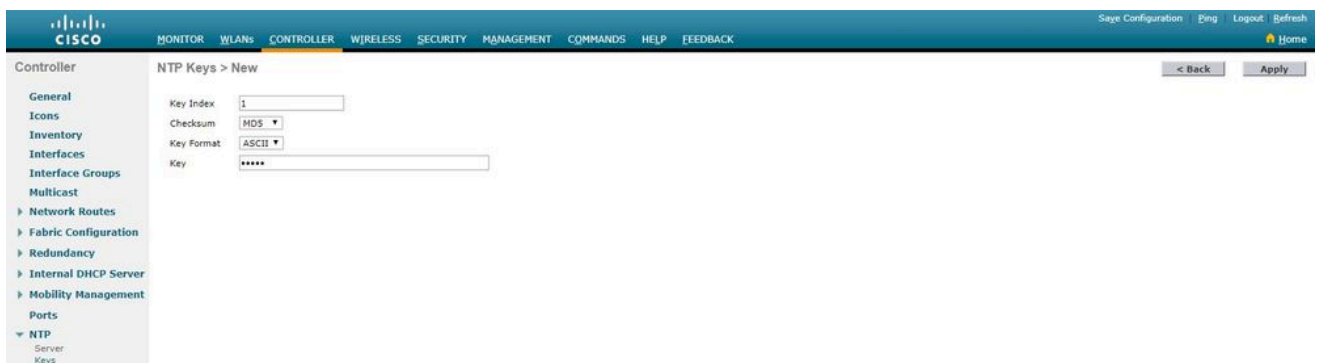 Save Configuration Ping Logout Refresh
CISCO MONITOR WLANs CONTROLLER WIRELESS SECURITY MANAGEMENT COMMANDS HELP FEEDBACK Home
Controller NTP Keys > New < Back Apply
General
Icons
Inventory
Interfaces
Interface Groups
Multicast
Network Routes
Fabric Configuration
Redundancy
Internal DHCP Server
Mobility Management
Ports
NTP
Server
Keys
Key Index 1
Checksum MD5
Key Format ASCII
Key •••••